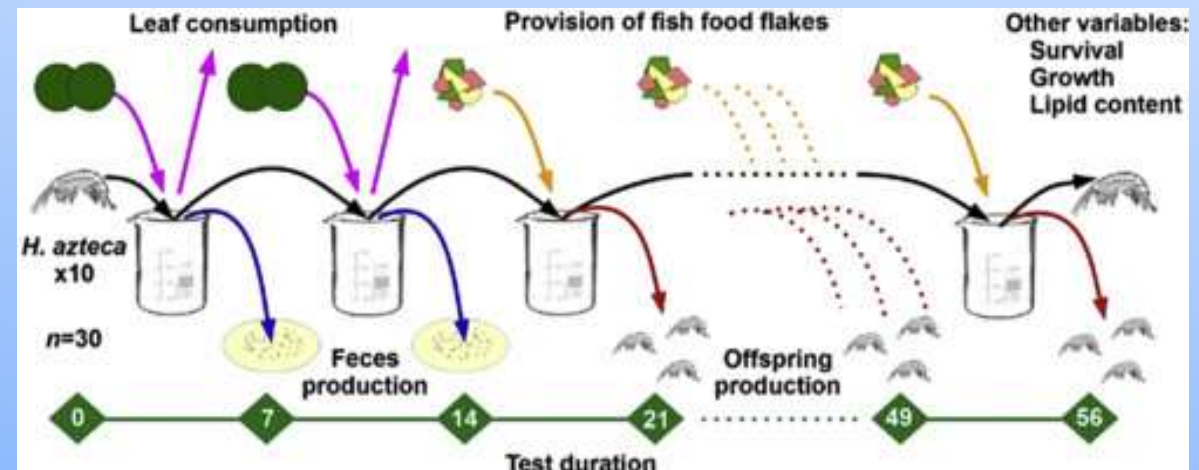 Leaf consumption
Provision of fish food flakes
Other variables:
Survival
Growth
Lipid content
H. azteca
x10
n=30
Feces
production
Offspring
production
0 7 14 21 49 56
Test duration